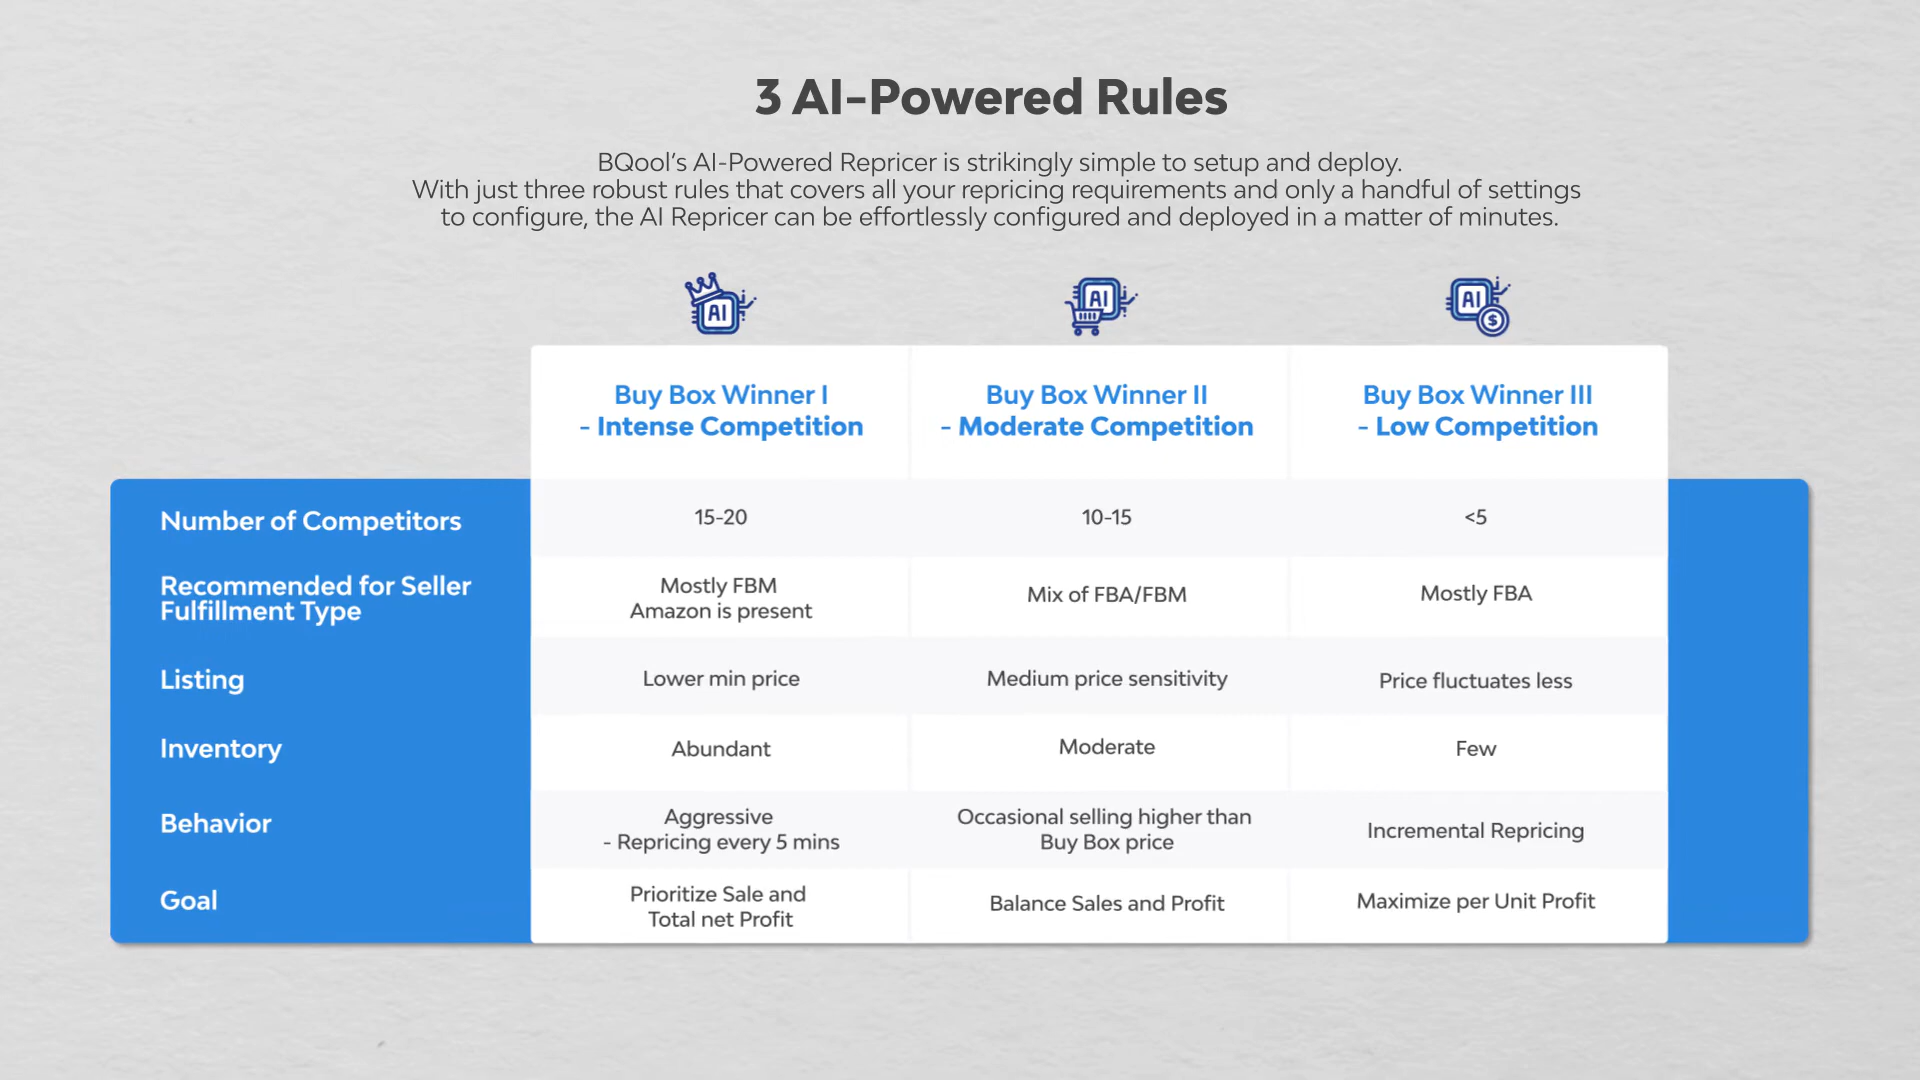 3 AI-Powered Rules
BQool's AI-Powered Repricer is strikingly simple to setup and deploy.
With just three robust rules that covers all your repricing requirements and only a handful of settings
to configure, the AI Repricer can be effortlessly configured and deployed in a matter of minutes.
AI
AI
AI
$
Buy Box Winner I
- Intense Competition
Buy Box Winner II
- Moderate Competition
Buy Box Winner III
- Low Competition
Number of Competitors
15-20
10-15
<5
Recommended for Seller
Fulfillment Type
Mostly FBM
Amazon is present
Mix of FBA/FBM
Mostly FBA
Listing
Lower min price
Medium price sensitivity
Price fluctuates less
Inventory
Abundant
Moderate
Few
Behavior
Aggressive
- Repricing every 5 mins
Occasional selling higher than
Buy Box price
Incremental Repricing
Goal
Prioritize Sale and
Total net Profit
Balance Sales and Profit
Maximize per Unit Profit